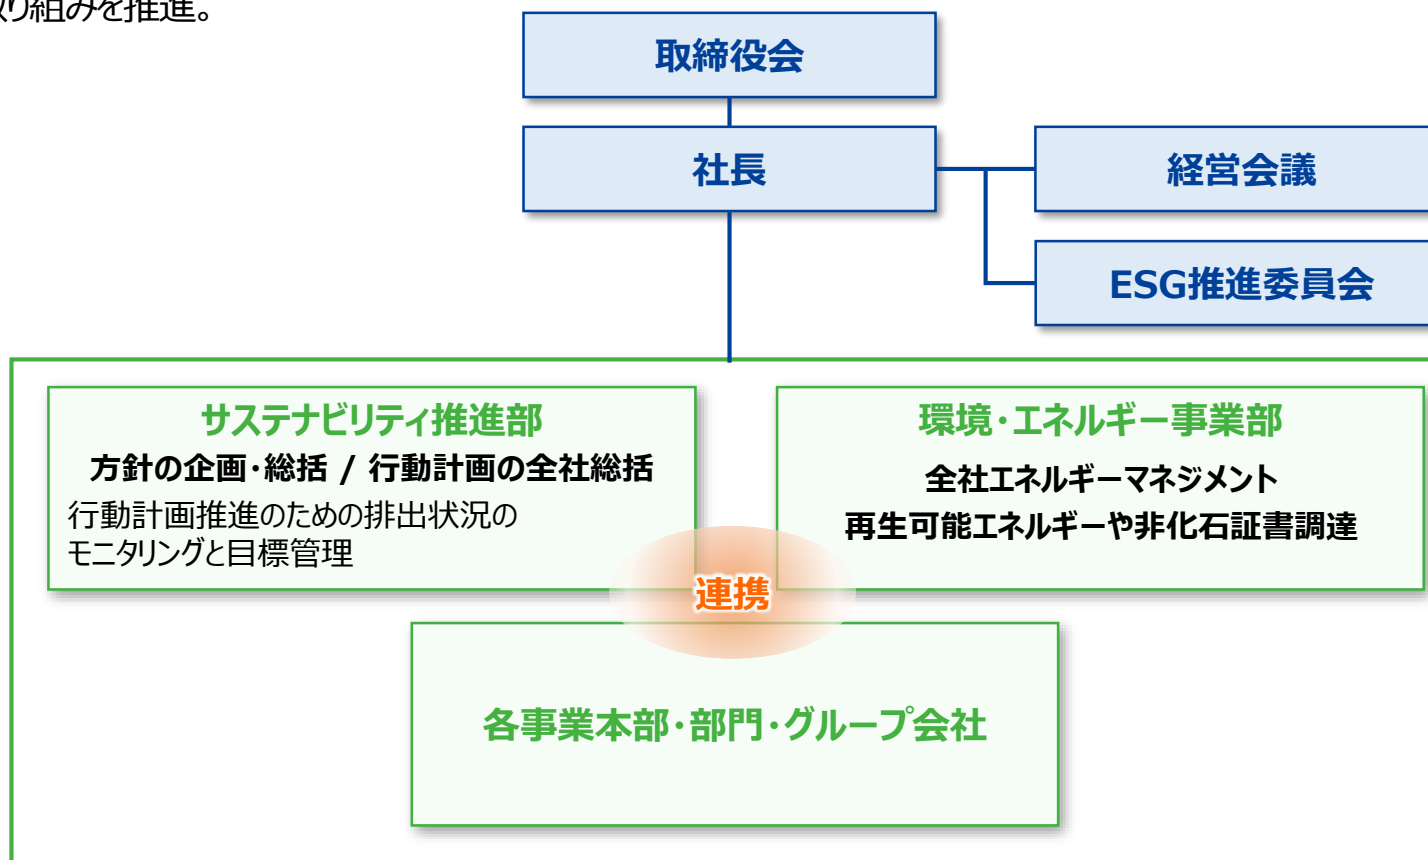 り組みを推進。
取締役会
社長
経営会議
ESG推進委員会
サステナビリティ推進部
方針の企画・総括 / 行動計画の全社総括
行動計画推進のための排出状況の
モニタリングと目標管理
環境・エネルギー事業部
全社エネルギーマネジメント
再生可能エネルギーや非化石証書調達
連携
各事業本部・部門・グループ会社